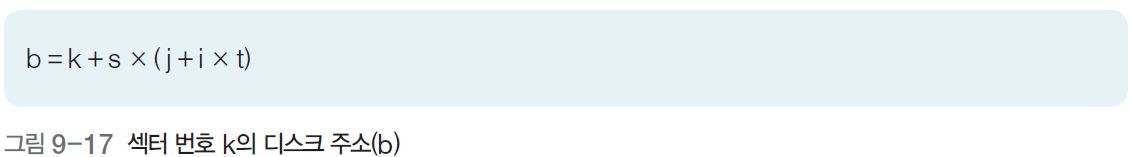 b = k + s × ( j + i × t)
그림 9-17 섹터 번호 k의 디스크 주소(b)